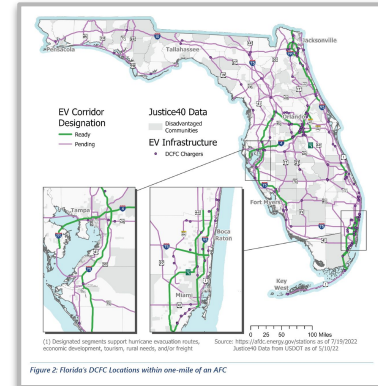 Pensacola
Tallahassee
Jacksonville
EV Corridor
Designation
Ready
Pending
Justice40 Data
Disadvantaged
Communities
EV Infrastructure
DCFC Chargers
Orlando
Fort Myers
Tampa
Boca
Raton
Miami
Key
West
0 25 50 100 Miles
(1) Designated segments support hurricane evacuation routes,
economic development, tourism, rural needs, and/or freight
Source: https://afdc.energy.gov/stations as of 7/19/2022
Justice40 Data from USDOT as of 5/10/22
Figure 2: Florida's DCFC Locations within one-mile of an AFC